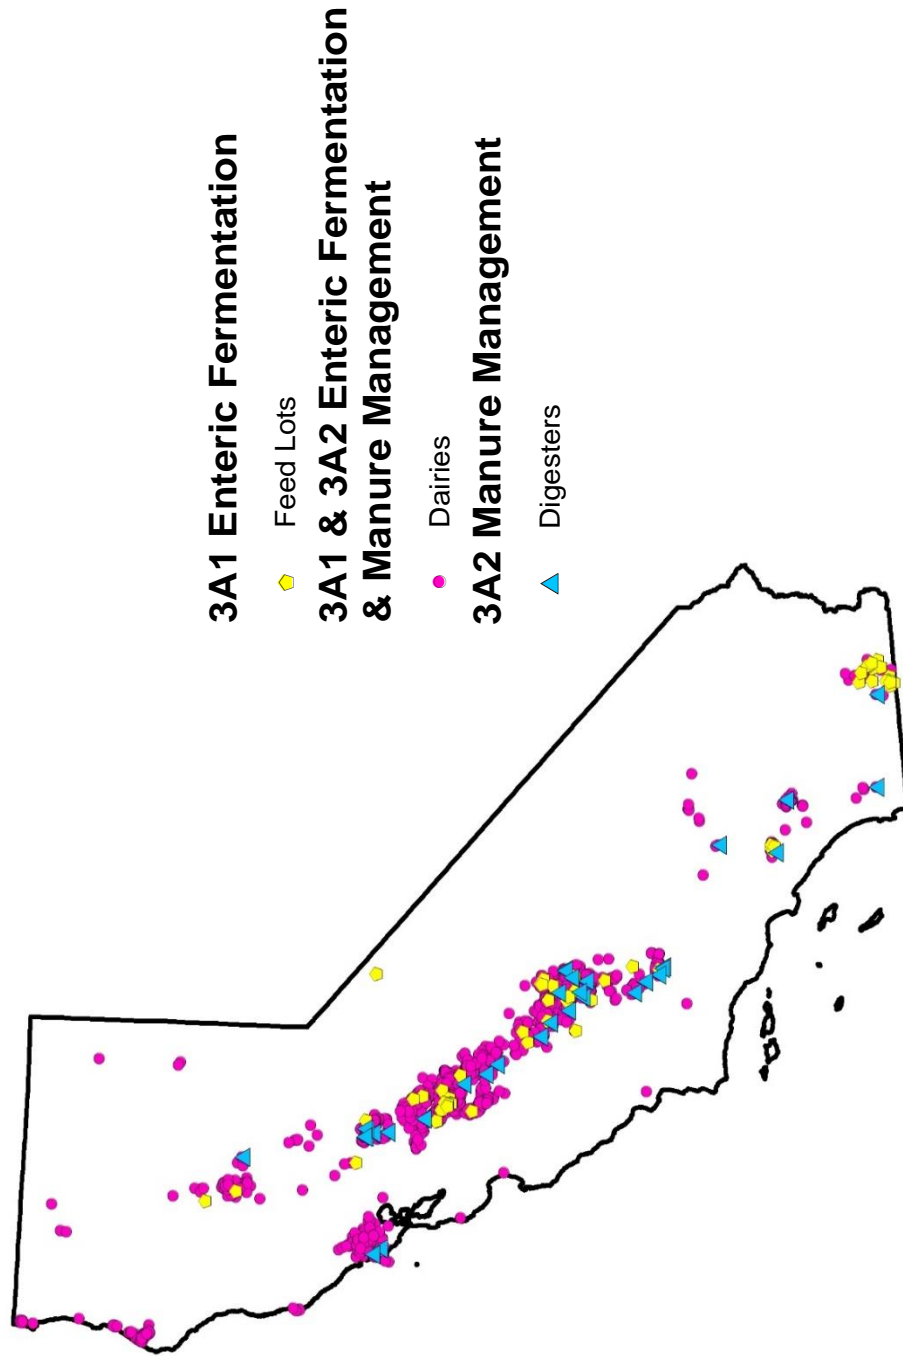 3A1 Enteric Fermentation
Feed Lots
3A1 & 3A2 Enteric Fermentation
& Manure Management
Dairies
3A2 Manure Management
Digesters